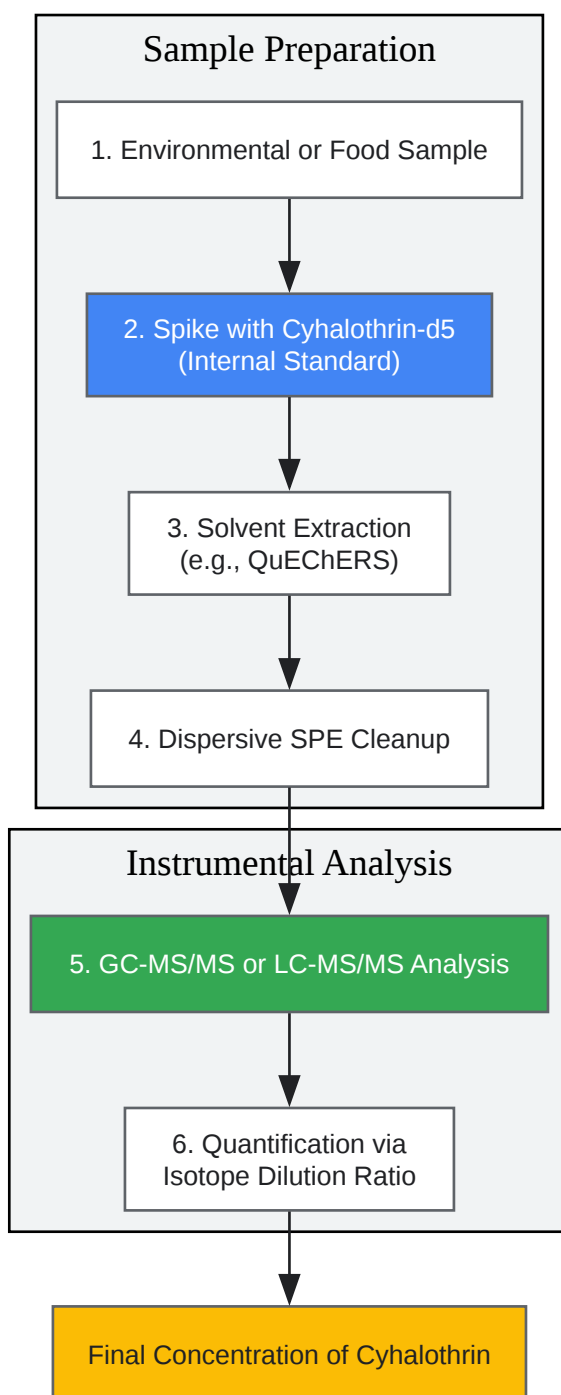 Sample Preparation
1. Environmental or Food Sample
2. Spike with Cyhalothrin-d5
(Internal Standard)
3. Solvent Extraction
(e.g., QuEChERS)
4. Dispersive SPE Cleanup
Instrumental Analysis
5. GC-MS/MS or LC-MS/MS Analysis
6. Quantification via
Isotope Dilution Ratio
Final Concentration of Cyhalothrin